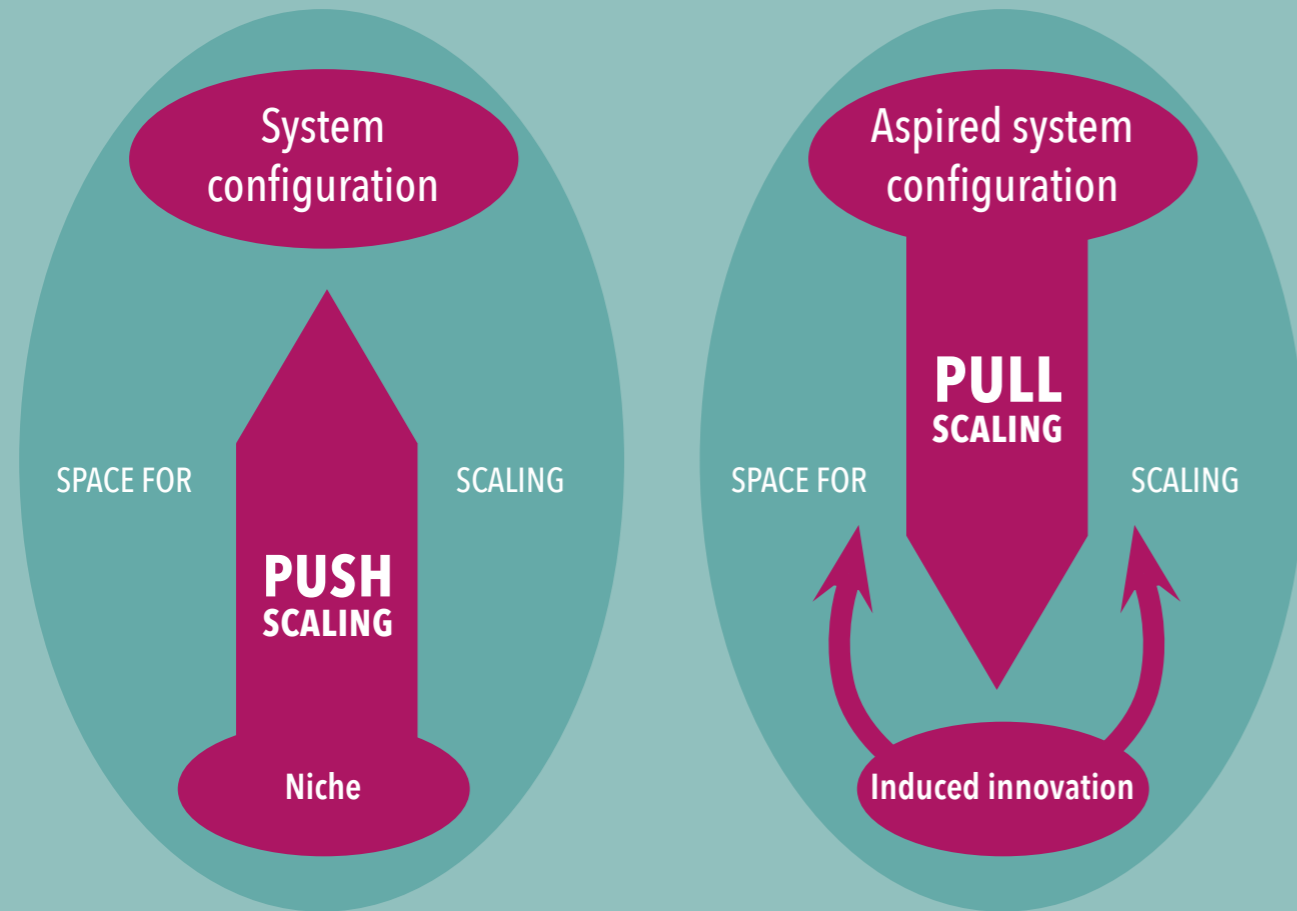 System
configuration
SPACE FOR
SCALING
PUSH
SCALING
Niche
Aspired system
configuration
PULL
SCALING
SPACE FOR
SCALING
Induced innovation